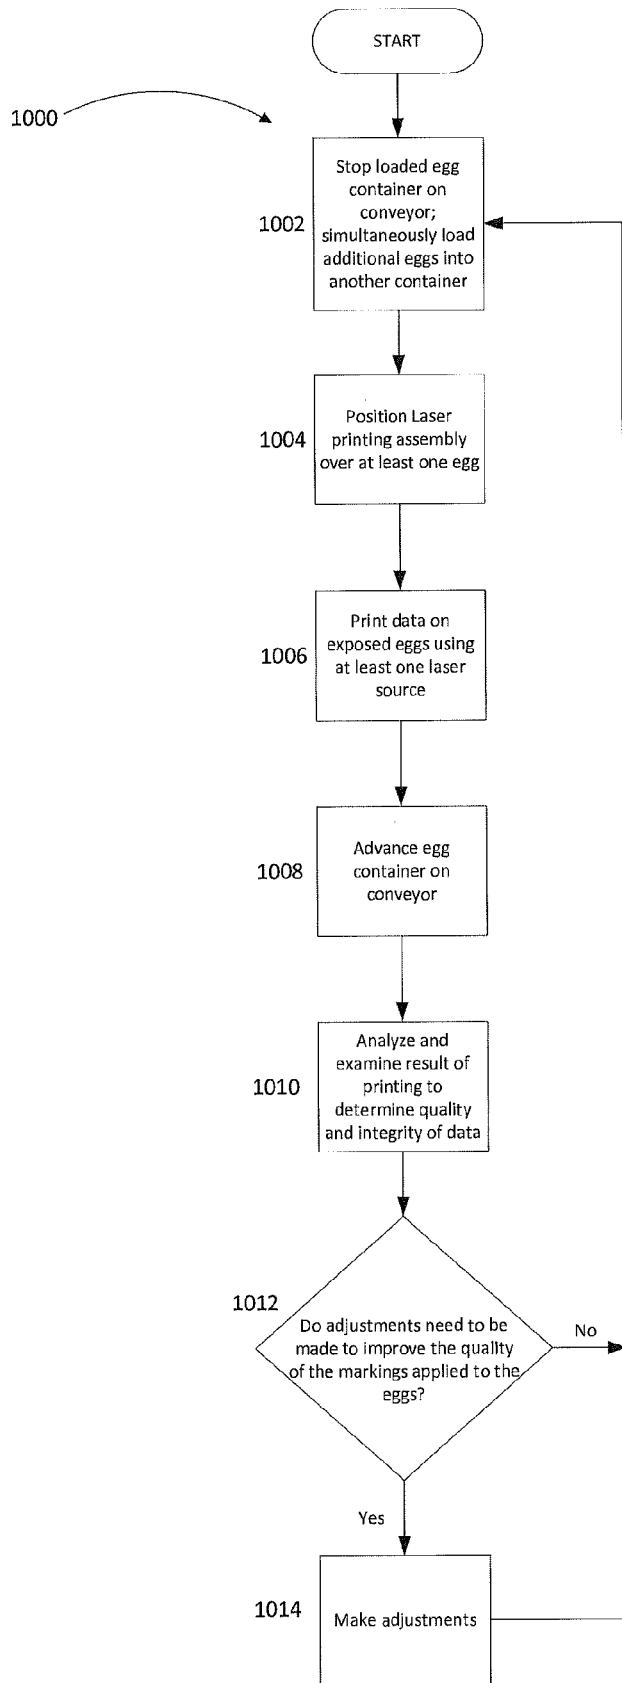 START
1000
Stop loaded egg
container on
conveyor;
1002
simultaneously load
additional eggs into
another container
Position Laser
1004
printing assembly
over at least one egg
Print data on
exposed eggs using
1006
at least one laser
source
Advance egg
1008
container on
conveyor
Analyze and
examine result of
1010
printing to
determine quality
and integrity of data
1012
Do adjustments need to be
made to improve the quality
of the markings applied to the
eggs?
No
Yes
1014
Make adjustments